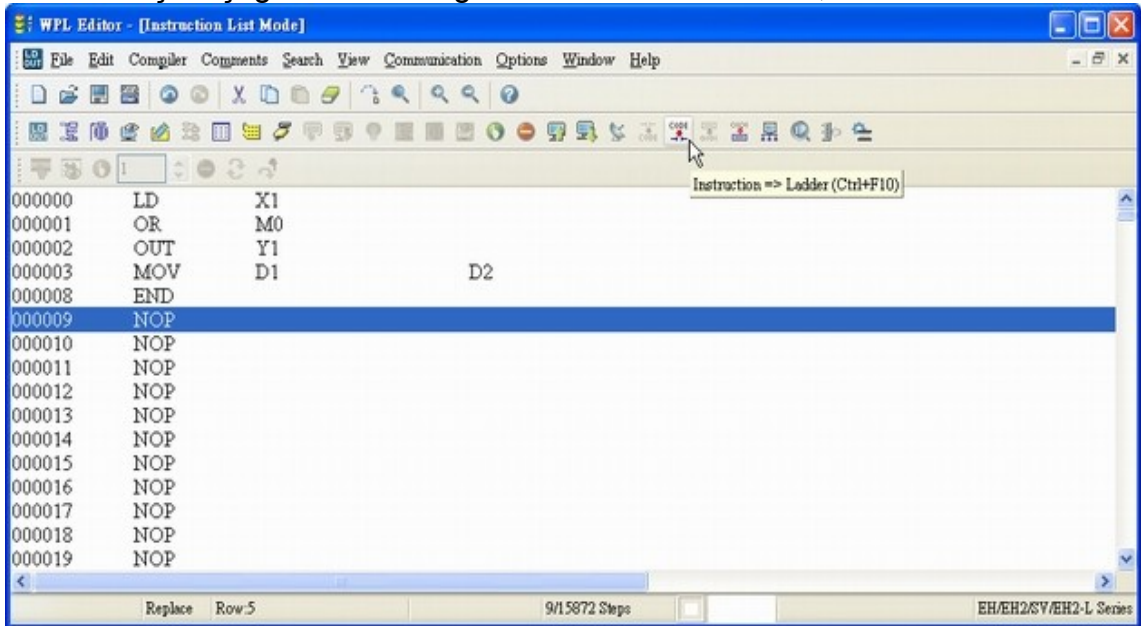 WPL Editor - [Instruction List Mode]
File Edit Compiler Comments Search View Communication Options Window Help
1
Instruction => Ladder (Ctrl+F10)
000000 LD X1
000001 OR M0
000002 OUT Y1
000003 MOV D1 D2
000008 END
000009 NOP
000010 NOP
000011 NOP
000012 NOP
000013 NOP
000014 NOP
000015 NOP
000016 NOP
000017 NOP
000018 NOP
000019 NOP
Replace Row:5 9/15872 Steps EH/EH2/SV/EH2-L Series